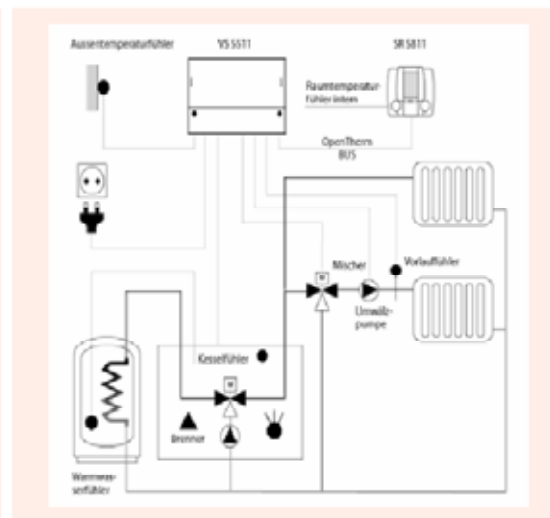 Aussentemperaturfühler
VS 5511
SR 5811
Raumtemperatur-
fühler intern
OpenTherm
BUS
Mischer
Vorlauffühler
Umwälz-
pumpe
Kesselfühler
M
M
Brenner
Warmwas-
serfühler